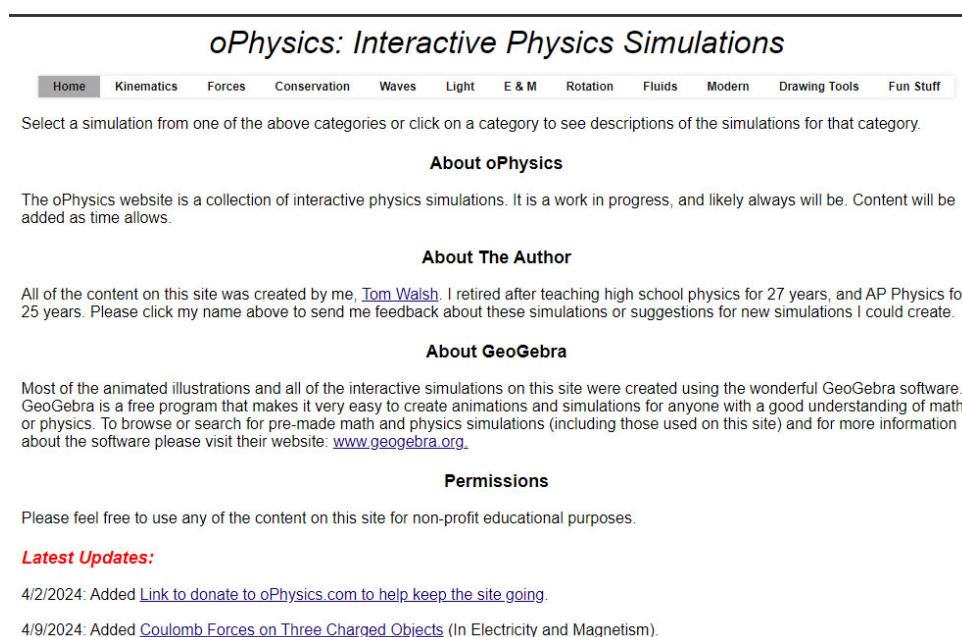 oPhysics: Interactive Physics Simulations
Home Kinematics Forces Conservation Waves Light E & M Rotation Fluids Modern Drawing Tools Fun Stuff
Select a simulation from one of the above categories or click on a category to see descriptions of the simulations for that category.
About oPhysics
The oPhysics website is a collection of interactive physics simulations. It is a work in progress, and likely always will be. Content will be
added as time allows.
About The Author
All of the content on this site was created by me, Tom Walsh. I retired after teaching high school physics for 27 years, and AP Physics fo
25 years. Please click my name above to send me feedback about these simulations or suggestions for new simulations I could create.
About GeoGebra
Most of the animated illustrations and all of the interactive simulations on this site were created using the wonderful GeoGebra software.
GeoGebra is a free program that makes it very easy to create animations and simulations for anyone with a good understanding of math
or physics. To browse or search for pre-made math and physics simulations (including those used on this site) and for more information
about the software please visit their website: www.geogebra.org.
Permissions
Please feel free to use any of the content on this site for non-profit educational purposes.
Latest Updates:
4/2/2024: Added Link to donate to oPhysics.com to help keep the site going.
4/9/2024: Added Coulomb Forces on Three Charged Objects (In Electricity and Magnetism).